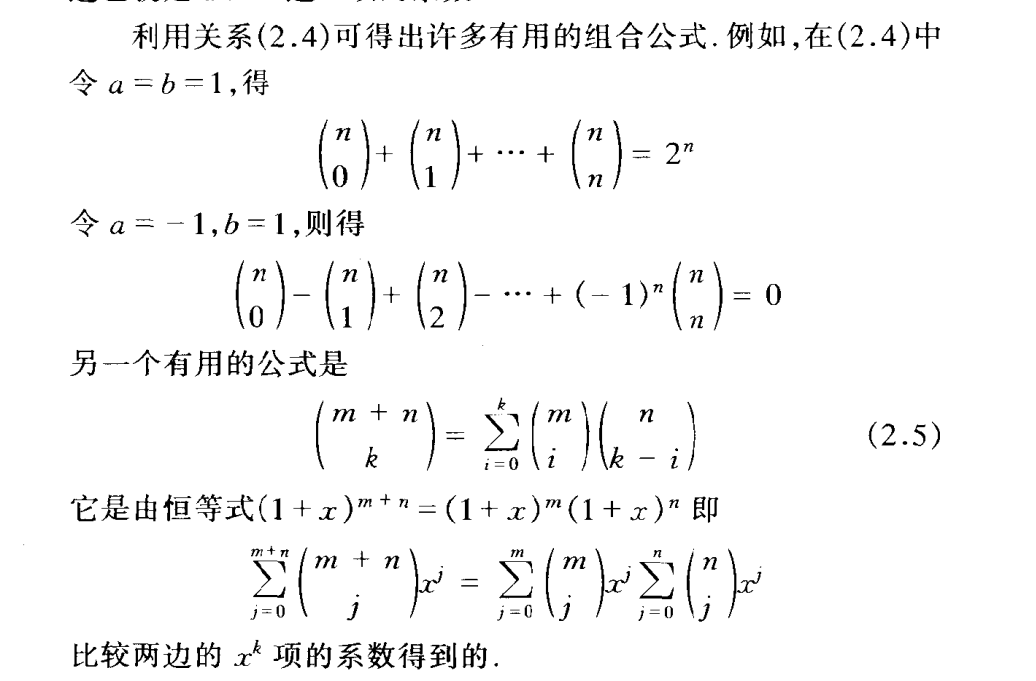 利用关系(2.4)可得出许多有用的组合公式.例如,在(2.4)中
令 a = b = 1,得
$\binom{n}{0} + \binom{n}{1} + \cdots + \binom{n}{n} = 2^n$
令 a = - 1,b = 1,则得
$\binom{n}{0} - \binom{n}{1} + \binom{n}{2} - \cdots + (-1)^n \binom{n}{n} = 0$
另一个有用的公式是
$\binom{m+n}{k} = \sum_{i=0}^{k} \binom{m}{i} \binom{n}{k-i}$ (2.5)
它是由恒等式$(1+x)^{m+n} = (1+x)^m(1+x)^n$ 即
$\sum_{j=0}^{m+n} \binom{m+n}{j} x^j = \sum_{j=0}^{m} \binom{m}{j} x^j \sum_{j=0}^{n} \binom{n}{j} x^j$
比较两边的 $x^k$ 项的系数得到的.